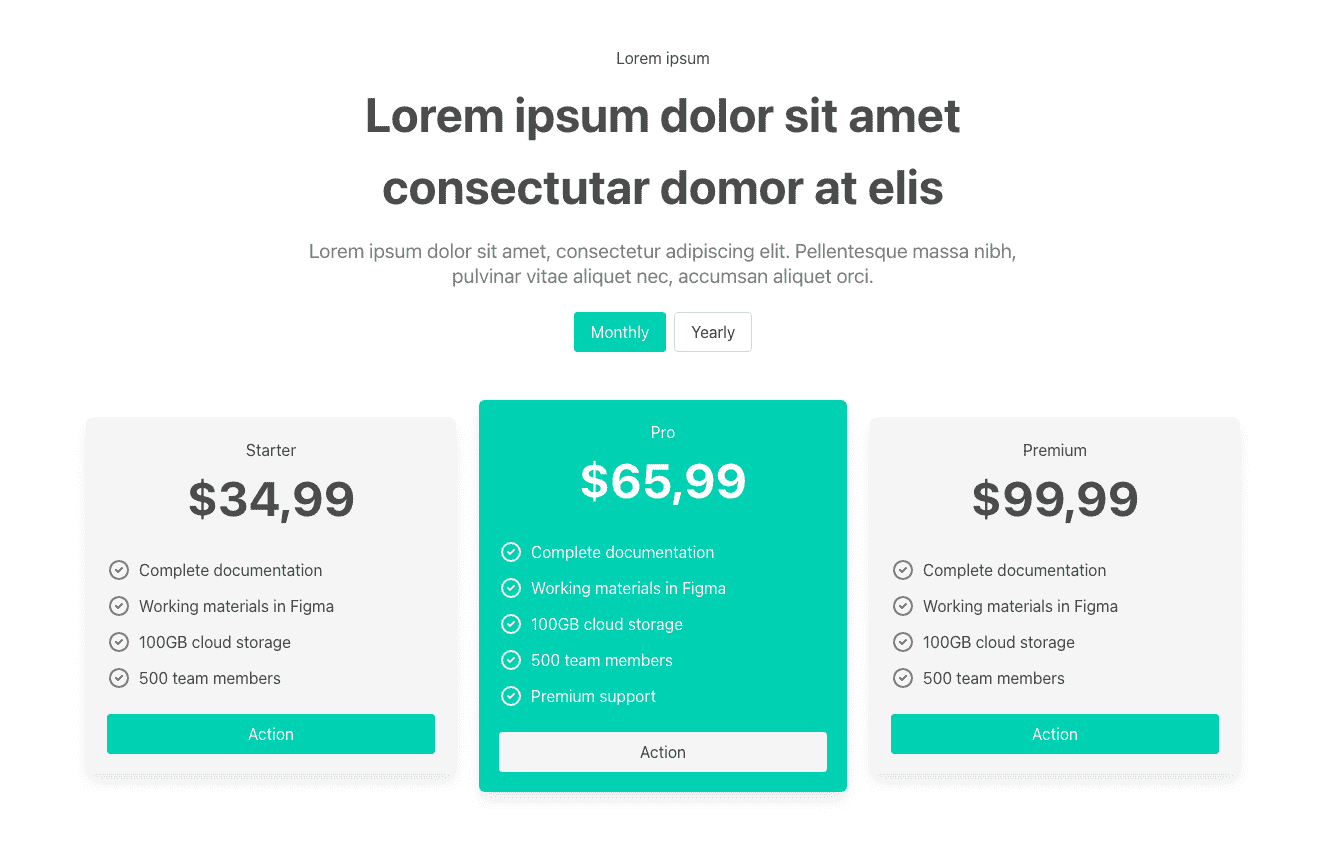 Lorem ipsum
Lorem ipsum dolor sit amet
consectutar domor at elis
Lorem ipsum dolor sit amet, consectetur adipiscing elit. Pellentesque massa nibh,
pulvinar vitae aliquet nec, accumsan aliquet orci.
Monthly
Yearly
Starter
$34,99
Complete documentation
Working materials in Figma
100GB cloud storage
500 team members
Action
Pro
$65,99
Complete documentation
Working materials in Figma
100GB cloud storage
500 team members
Premium support
Action
Premium
$99,99
Complete documentation
Working materials in Figma
100GB cloud storage
500 team members
Action